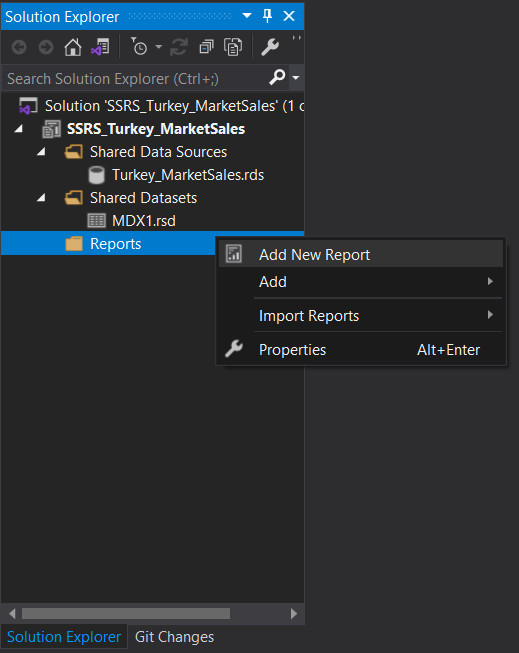 Solution Explorer
Search Solution Explorer (Ctrl+;)
Solution 'SSRS_Turkey_MarketSales' (1 c
SSRS_Turkey_MarketSales
Shared Data Sources
Turkey_MarketSales.rds
Shared Datasets
MDX1.rsd
Reports
Add New Report
Add
Import Reports
Properties Alt+Enter
Solution Explorer Git Changes